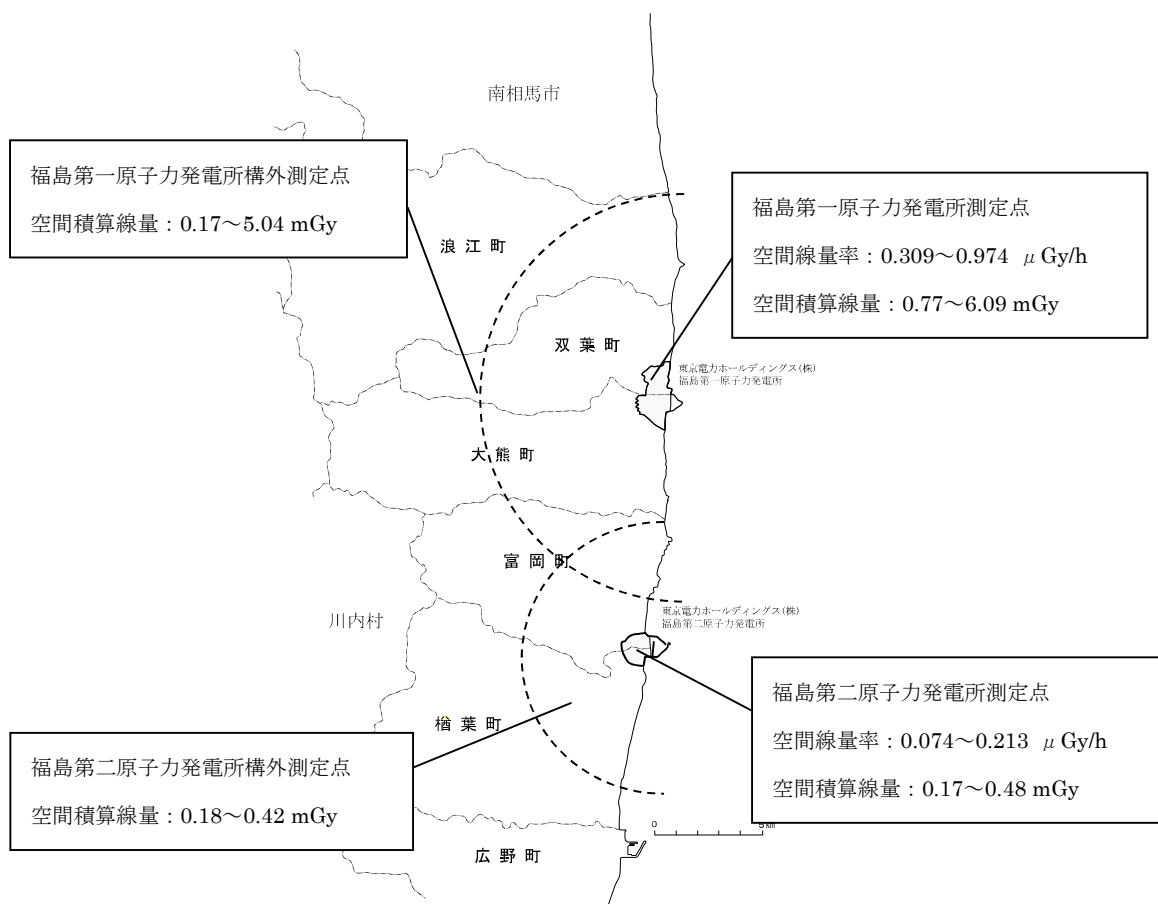 南相馬市
福島第一原子力発電所構外測定点
空間積算線量：0.17～5.04 mGy
福島第一原子力発電所測定点
空間線量率：0.309～0.974 μGy/h
空間積算線量：0.77～6.09 mGy
浪江町
双葉町
東京電力ホールディングス(株)
福島第一原子力発電所
大熊町
富岡町
東京電力ホールディングス(株)
福島第二原子力発電所
川内村
福島第二原子力発電所測定点
空間線量率：0.074～0.213 μGy/h
空間積算線量：0.17～0.48 mGy
楢葉町
福島第二原子力発電所構外測定点
空間積算線量：0.18～0.42 mGy
0 5km
広野町